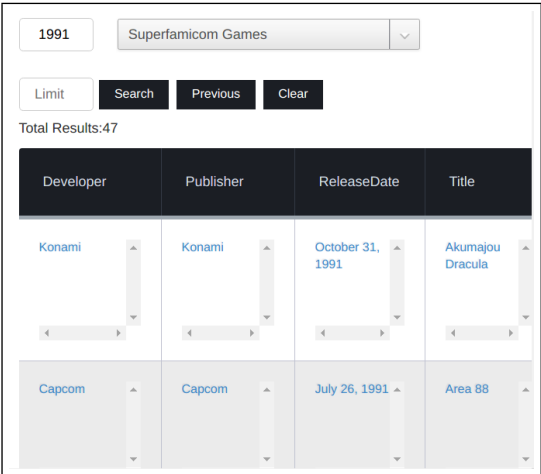 1991 Superfamicom Games
Limit Search Previous Clear
Total Results:47
Developer Publisher ReleaseDate Title
Konami Konami October 31, Akumajou
1991 Dracula
Capcom Capcom July 26, 1991 Area 88